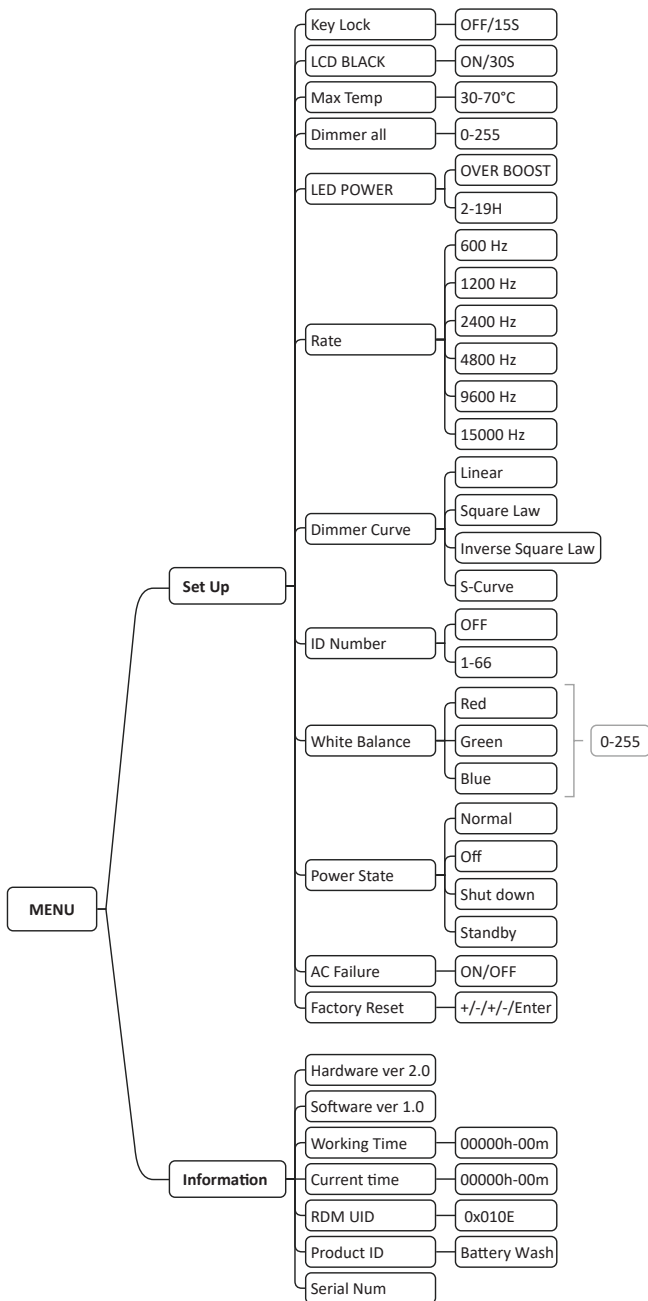 MENU
Set Up
Key Lock
OFF/15S
LCD BLACK
ON/30S
Max Temp
30-70°C
Dimmer all
0-255
LED POWER
OVER BOOST
2-19H
Rate
600 Hz
1200 Hz
2400 Hz
4800 Hz
9600 Hz
15000 Hz
Dimmer Curve
Linear
Square Law
Inverse Square Law
S-Curve
ID Number
OFF
1-66
White Balance
Red
Green
Blue
0-255
Power State
Normal
Off
Shut down
Standby
AC Failure
ON/OFF
Factory Reset
+/-/+/-/Enter
Information
Hardware ver 2.0
Software ver 1.0
Working Time
00000h-00m
Current time
00000h-00m
RDM UID
0x010E
Product ID
Battery Wash
Serial Num